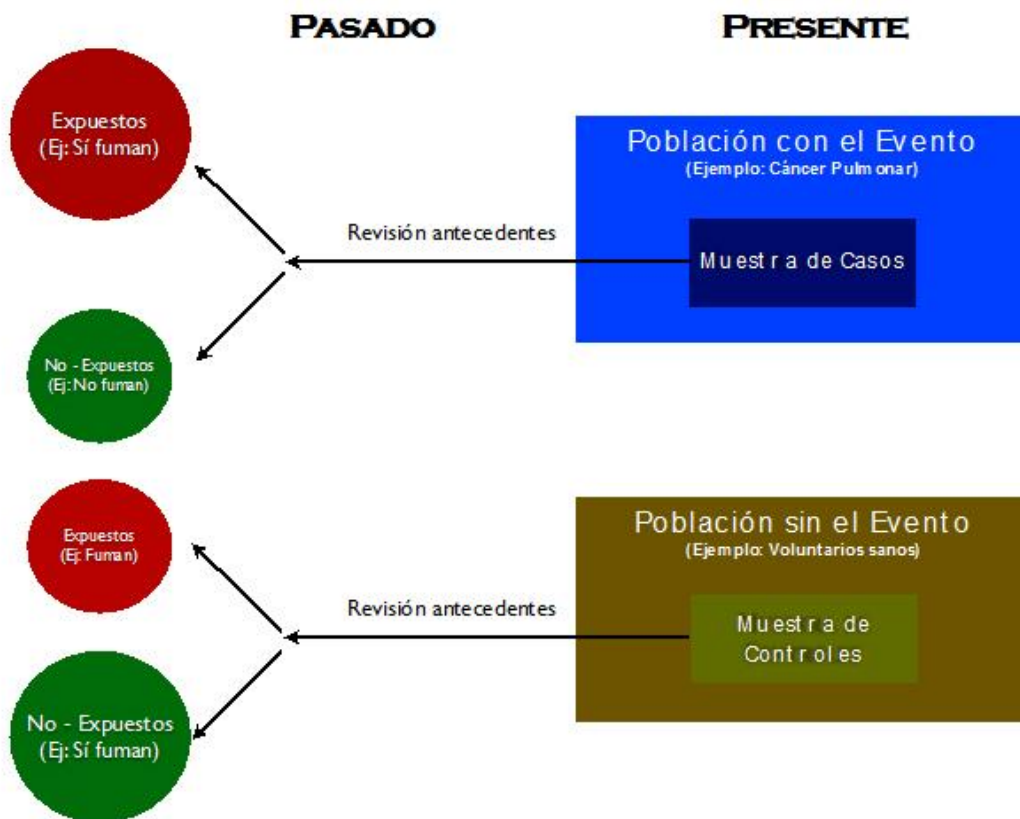 PASADO
PRESENTE
Expuestos
(Ej: Sí fuman)
Población con el Evento
(Ejemplo: Cáncer Pulmonar)
Revisión antecedentes
Muestra de Casos
No - Expuestos
(Ej: No fuman)
Expuestos
(Ej: Fuman)
Población sin el Evento
(Ejemplo: Voluntarios sanos)
Revisión antecedentes
Muestra de
Controles
No - Expuestos
(Ej: Sí fuman)